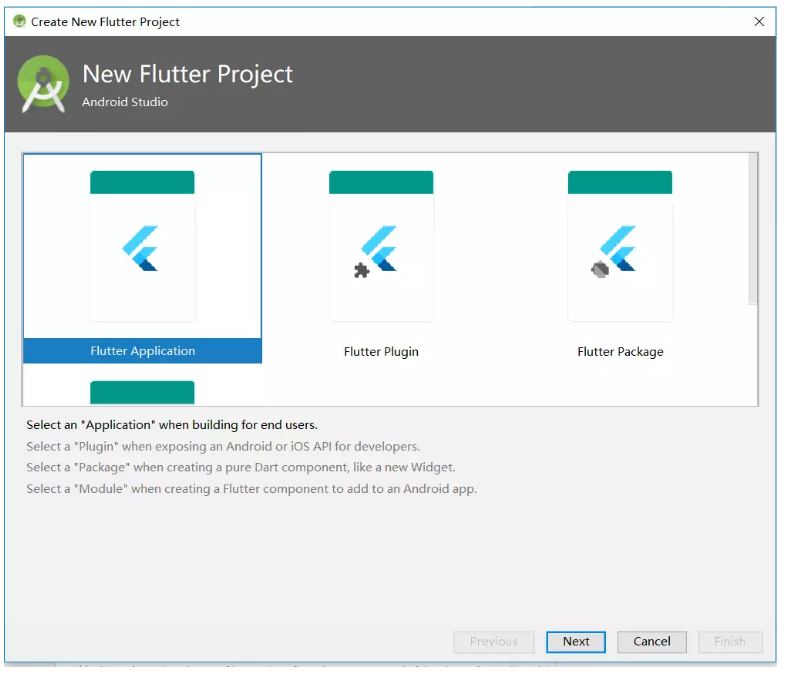 Create New Flutter Project
New Flutter Project
Android Studio
Flutter Application
Flutter Plugin
Flutter Package
Select an "Application" when building for end users.
Select a "Plugin" when exposing an Android or iOS API for developers.
Select a "Package" when creating a pure Dart component, like a new Widget.
Select a "Module" when creating a Flutter component to add to an Android app.
Previous
Next
Cancel
Finish